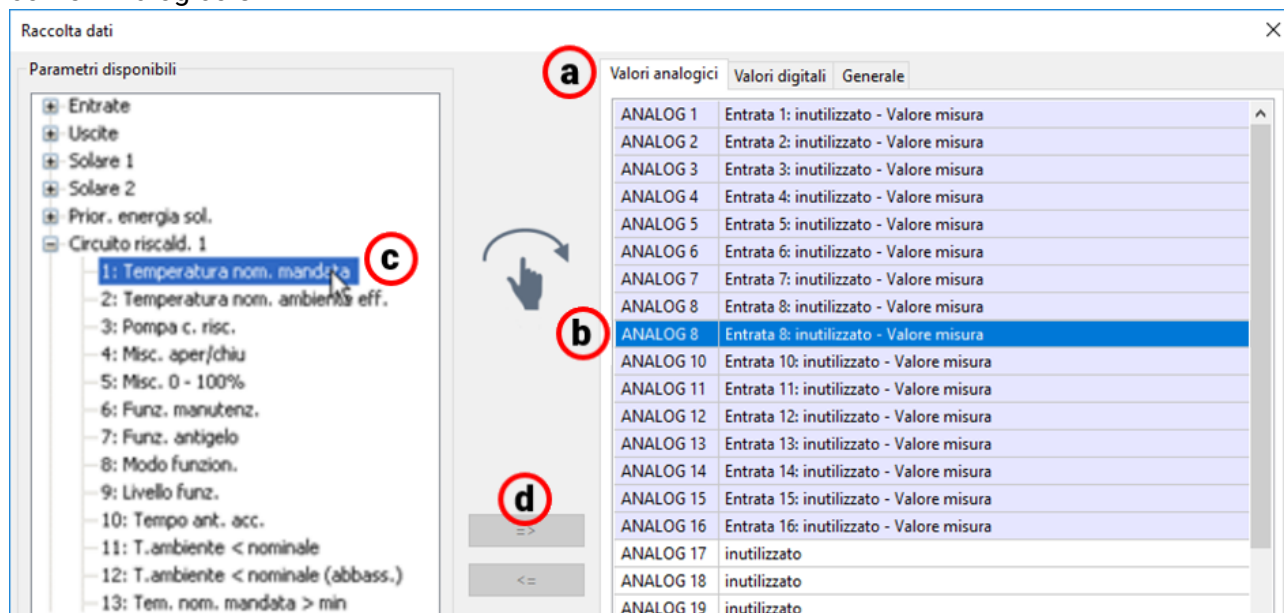 Raccolta dati
Parametri disponibili
Entrate
Uscite
Solare 1
Solare 2
Prior. energia sol.
Circuito riscald. 1
1: Temperatura nom. mandata
2: Temperatura nom. ambiente eff.
3: Pompa c. risc.
4: Misc. aper/chiu
5: Misc. 0 - 100%
6: Funz. manutenz.
7: Funz. antigelo
8: Modo funzion.
9: Livello funz.
10: Tempo ant. acc.
11: T.ambiente < nominale
12: T.ambiente < nominale (abbass.)
13: Tem. nom. mandata > min
c
d
=>
<=
a
b
Valori analogici Valori digitali Generale
ANALOG 1 Entrata 1: inutilizzato - Valore misura
ANALOG 2 Entrata 2: inutilizzato - Valore misura
ANALOG 3 Entrata 3: inutilizzato - Valore misura
ANALOG 4 Entrata 4: inutilizzato - Valore misura
ANALOG 5 Entrata 5: inutilizzato - Valore misura
ANALOG 6 Entrata 6: inutilizzato - Valore misura
ANALOG 7 Entrata 7: inutilizzato - Valore misura
ANALOG 8 Entrata 8: inutilizzato - Valore misura
ANALOG 8 Entrata 8: inutilizzato - Valore misura
ANALOG 10 Entrata 10: inutilizzato - Valore misura
ANALOG 11 Entrata 11: inutilizzato - Valore misura
ANALOG 12 Entrata 12: inutilizzato - Valore misura
ANALOG 13 Entrata 13: inutilizzato - Valore misura
ANALOG 14 Entrata 14: inutilizzato - Valore misura
ANALOG 15 Entrata 15: inutilizzato - Valore misura
ANALOG 16 Entrata 16: inutilizzato - Valore misura
ANALOG 17 inutilizzato
ANALOG 18 inutilizzato
ANALOG 19 inutilizzato